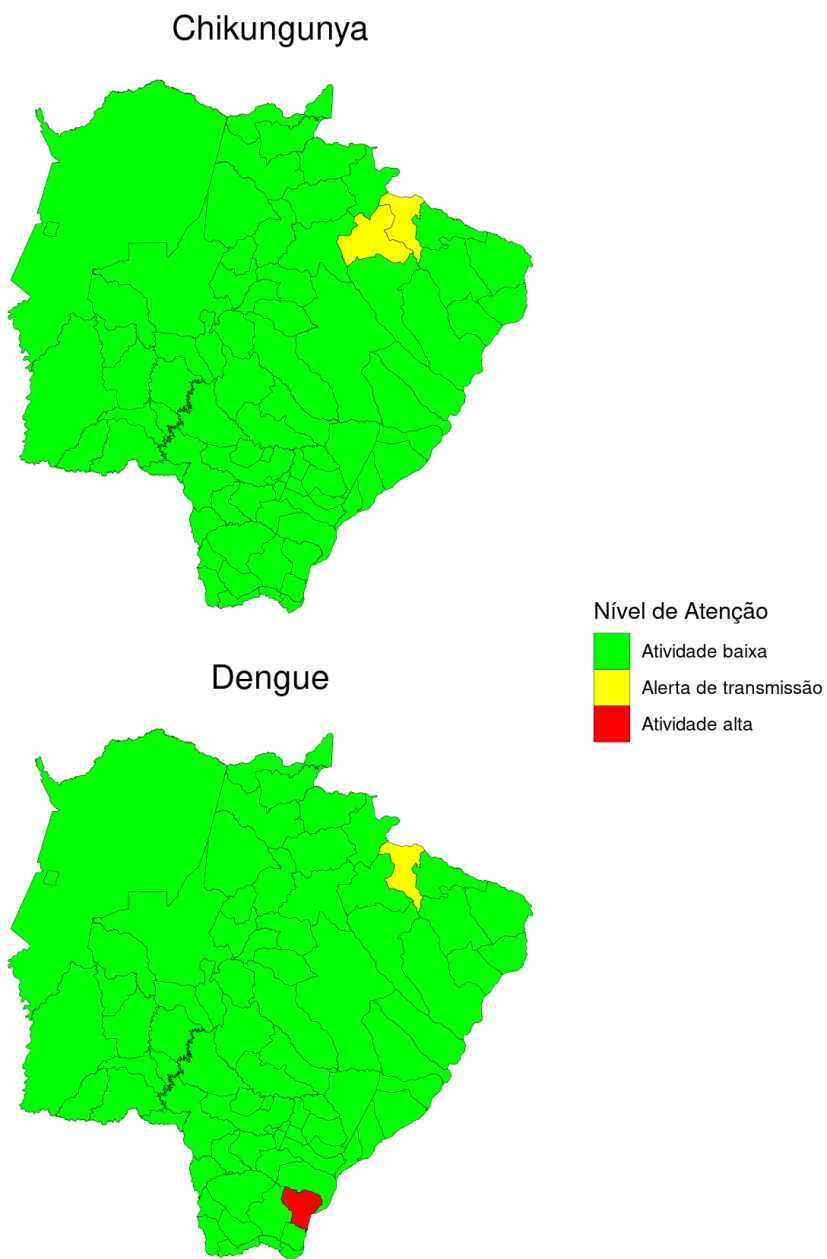 Chikungunya
Nível de Atenção
Atividade baixa
Alerta de transmissão
Atividade alta
Dengue